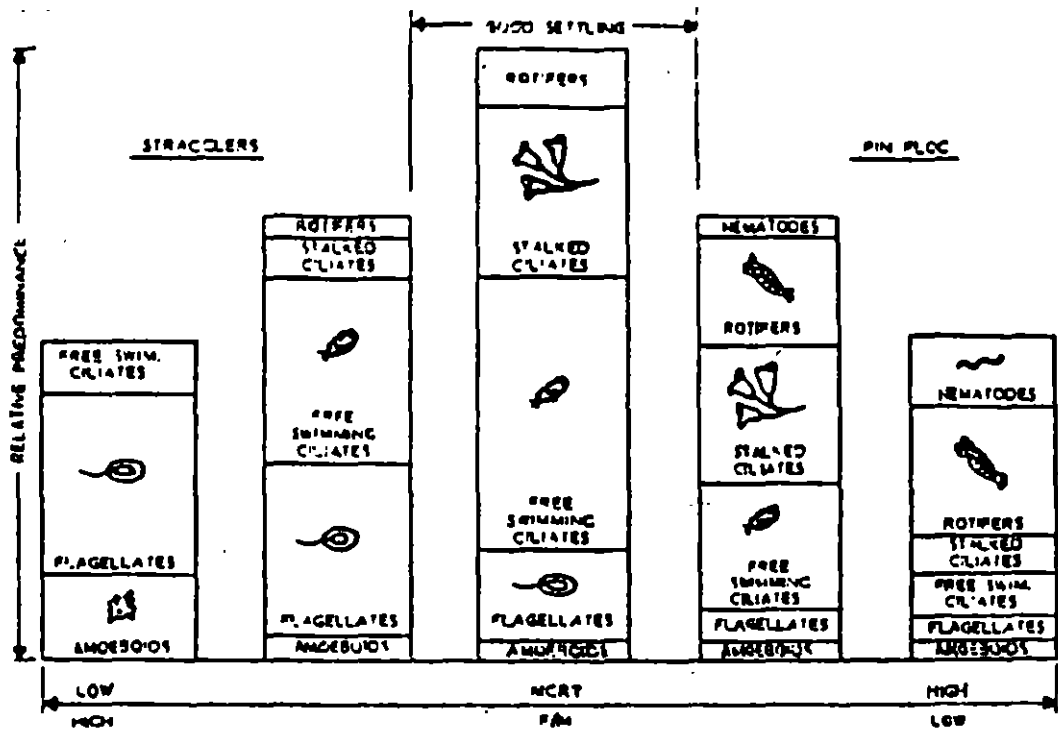 GOOD SETTLING
STRAGGLERS
PIN FLOC
RELATIVE PREDOMINANCE
FREE SWIM.
CILIATES
FLAGELLATES
AMOEBOIDS
ROTIFERS
STALKED
CILIATES
FREE
SWIMMING
CILIATES
FLAGELLATES
AMOEBOIDS
ROTIFERS
STALKED
CILIATES
FREE
SWIMMING
CILIATES
FLAGELLATES
AMOEBOIDS
NEMATODES
ROTIFERS
STALKED
CILIATES
FREE
SWIMMING
CILIATES
FLAGELLATES
AMOEBOIDS
NEMATODES
ROTIFERS
STALKED
CILIATES
FREE SWIM.
CILIATES
FLAGELLATES
AMOEBOIDS
LOW MCRT HIGH
HIGH F/M LOW